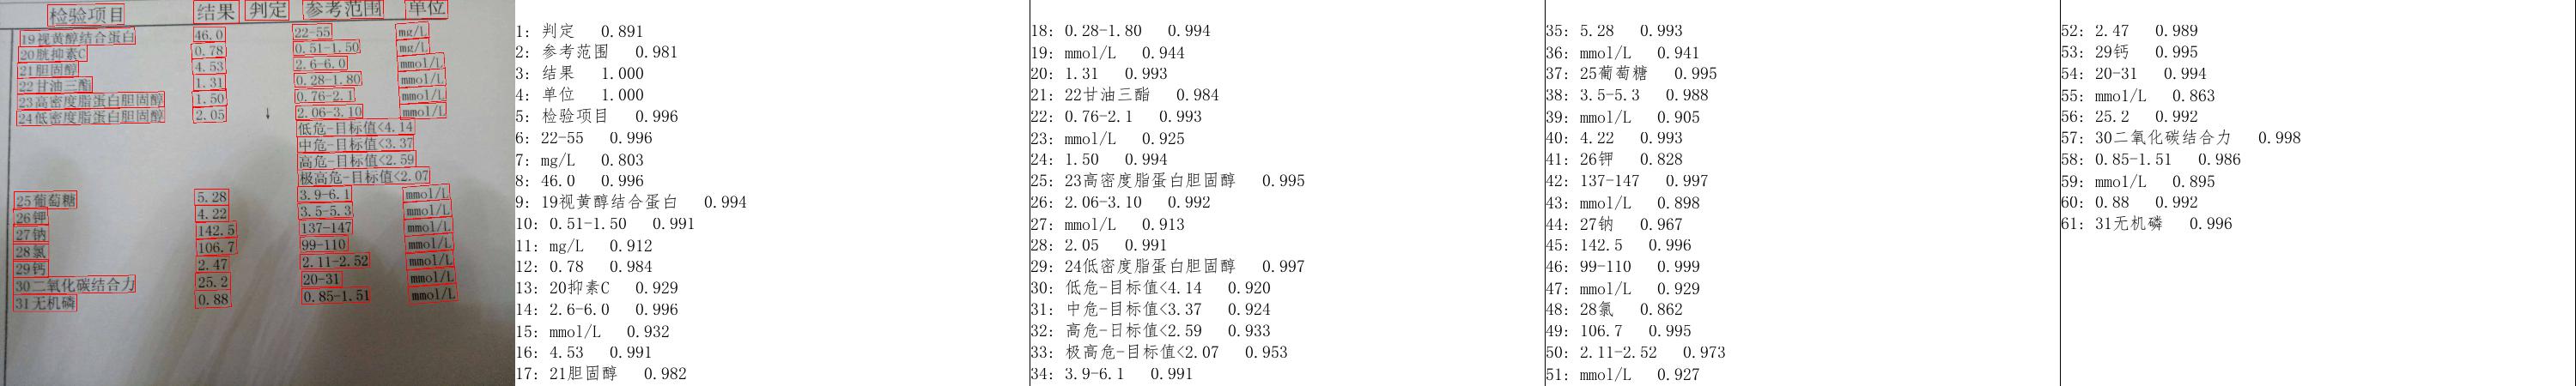 检验项目 结果 判定 参考范围 单位
19视黄醇结合蛋白 46.0 22-55 mg/L
20胱抑素C 0.78 0.51-1.50 mg/L
21胆固醇 4.53 2.6-6.0 mmol/L
22甘油三酯 1.31 0.28-1.80 mmol/L
23高密度脂蛋白胆固醇 1.50 0.76-2.1 mmol/L
24低密度脂蛋白胆固醇 2.05 ↓ 2.06-3.10 mmol/L
低危-目标值<4.14
中危-目标值<3.37
高危-目标值<2.59
极高危-目标值<2.07
25葡萄糖 5.28 3.9-6.1 mmol/L
26钾 4.22 3.5-5.3 mmol/L
27钠 142.5 137-147 mmol/L
28氯 106.7 99-110 mmol/L
29钙 2.47 2.11-2.52 mmol/L
30二氧化碳结合力 25.2 20-31 mmol/L
31无机磷 0.88 0.85-1.51 mmol/L
1: 判定 0.891
2: 参考范围 0.981
3: 结果 1.000
4: 单位 1.000
5: 检验项目 0.996
6: 22-55 0.996
7: mg/L 0.803
8: 46.0 0.996
9: 19视黄醇结合蛋白 0.994
10: 0.51-1.50 0.991
11: mg/L 0.912
12: 0.78 0.984
13: 20抑素C 0.929
14: 2.6-6.0 0.996
15: mmol/L 0.932
16: 4.53 0.991
17: 21胆固醇 0.982
18: 0.28-1.80 0.994
19: mmol/L 0.944
20: 1.31 0.993
21: 22甘油三酯 0.984
22: 0.76-2.1 0.993
23: mmol/L 0.925
24: 1.50 0.994
25: 23高密度脂蛋白胆固醇 0.995
26: 2.06-3.10 0.992
27: mmol/L 0.913
28: 2.05 0.991
29: 24低密度脂蛋白胆固醇 0.997
30: 低危-目标值<4.14 0.920
31: 中危-目标值<3.37 0.924
32: 高危-日标值<2.59 0.933
33: 极高危-目标值<2.07 0.953
34: 3.9-6.1 0.991
35: 5.28 0.993
36: mmol/L 0.941
37: 25葡萄糖 0.995
38: 3.5-5.3 0.988
39: mmol/L 0.905
40: 4.22 0.993
41: 26钾 0.828
42: 137-147 0.997
43: mmol/L 0.898
44: 27钠 0.967
45: 142.5 0.996
46: 99-110 0.999
47: mmol/L 0.929
48: 28氯 0.862
49: 106.7 0.995
50: 2.11-2.52 0.973
51: mmol/L 0.927
52: 2.47 0.989
53: 29钙 0.995
54: 20-31 0.994
55: mmol/L 0.863
56: 25.2 0.992
57: 30二氧化碳结合力 0.998
58: 0.85-1.51 0.986
59: mmol/L 0.895
60: 0.88 0.992
61: 31无机磷 0.996